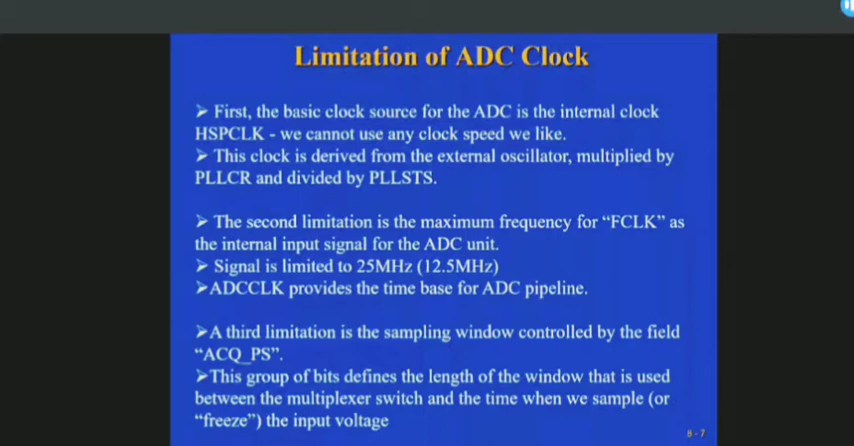 Limitation of ADC Clock
➢ First, the basic clock source for the ADC is the internal clock
HSPCLK - we cannot use any clock speed we like.
➢ This clock is derived from the external oscillator, multiplied by
PLLCR and divided by PLLSTS.
➢ The second limitation is the maximum frequency for “FCLK” as
the internal input signal for the ADC unit.
➢ Signal is limited to 25MHz (12.5MHz)
➢ADCCLK provides the time base for ADC pipeline.
➢A third limitation is the sampling window controlled by the field
“ACQ_PS”.
➢This group of bits defines the length of the window that is used
between the multiplexer switch and the time when we sample (or
“freeze”) the input voltage
8 - 7